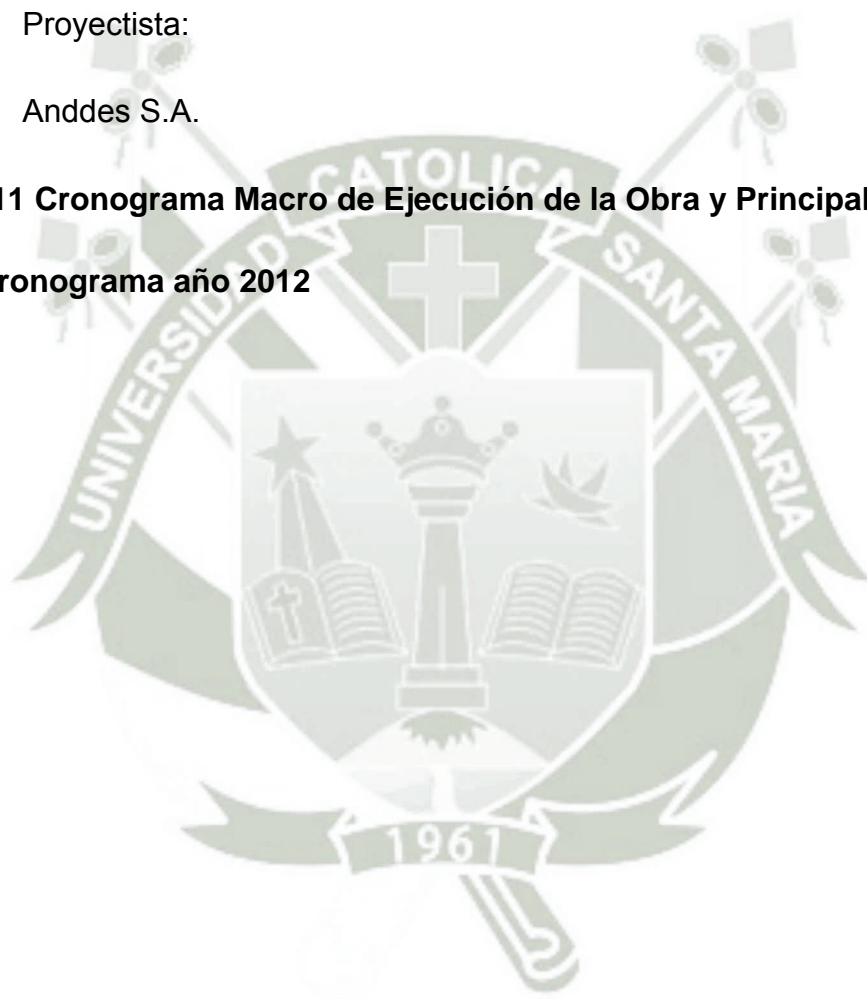 Proyectista:
Anddes S.A.
11 Cronograma Macro de Ejecución de la Obra y Principal
ronograma año 2012
UNIVERSIDAD CATOLICA SANTA MARIA
1961